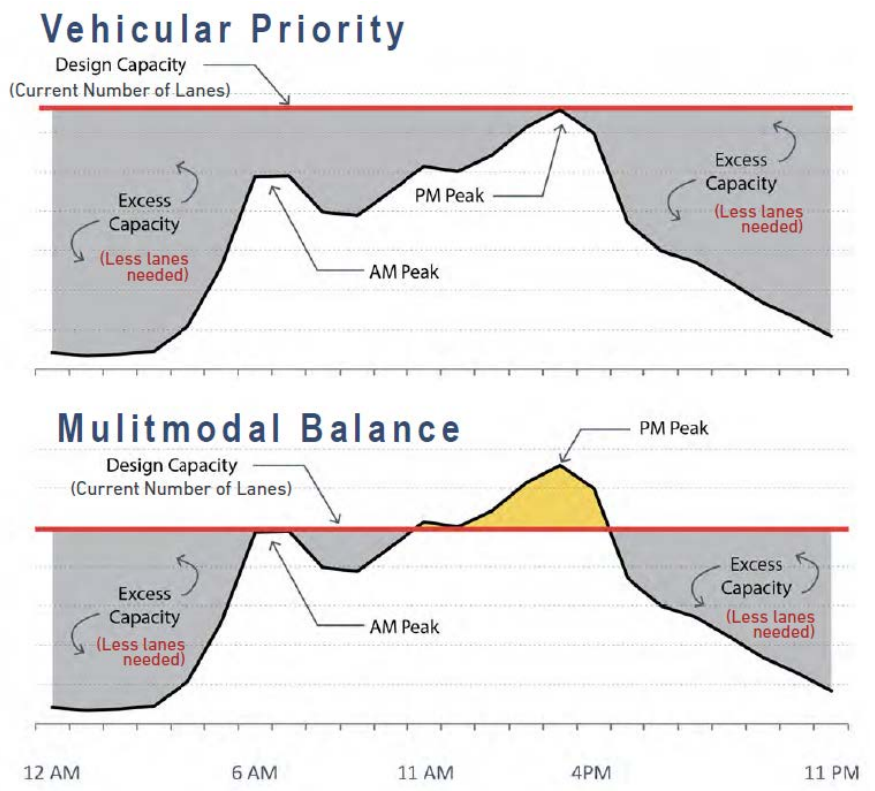 Vehicular Priority
Design Capacity
(Current Number of Lanes)
Excess
Capacity
(Less lanes
needed)
AM Peak
PM Peak
Excess
Capacity
(Less lanes
needed)
Mulitmodal Balance
PM Peak
Design Capacity
(Current Number of Lanes)
Excess
Capacity
(Less lanes
needed)
AM Peak
Excess
Capacity
(Less lanes
needed)
12 AM
6 AM
11 AM
4PM
11 PM